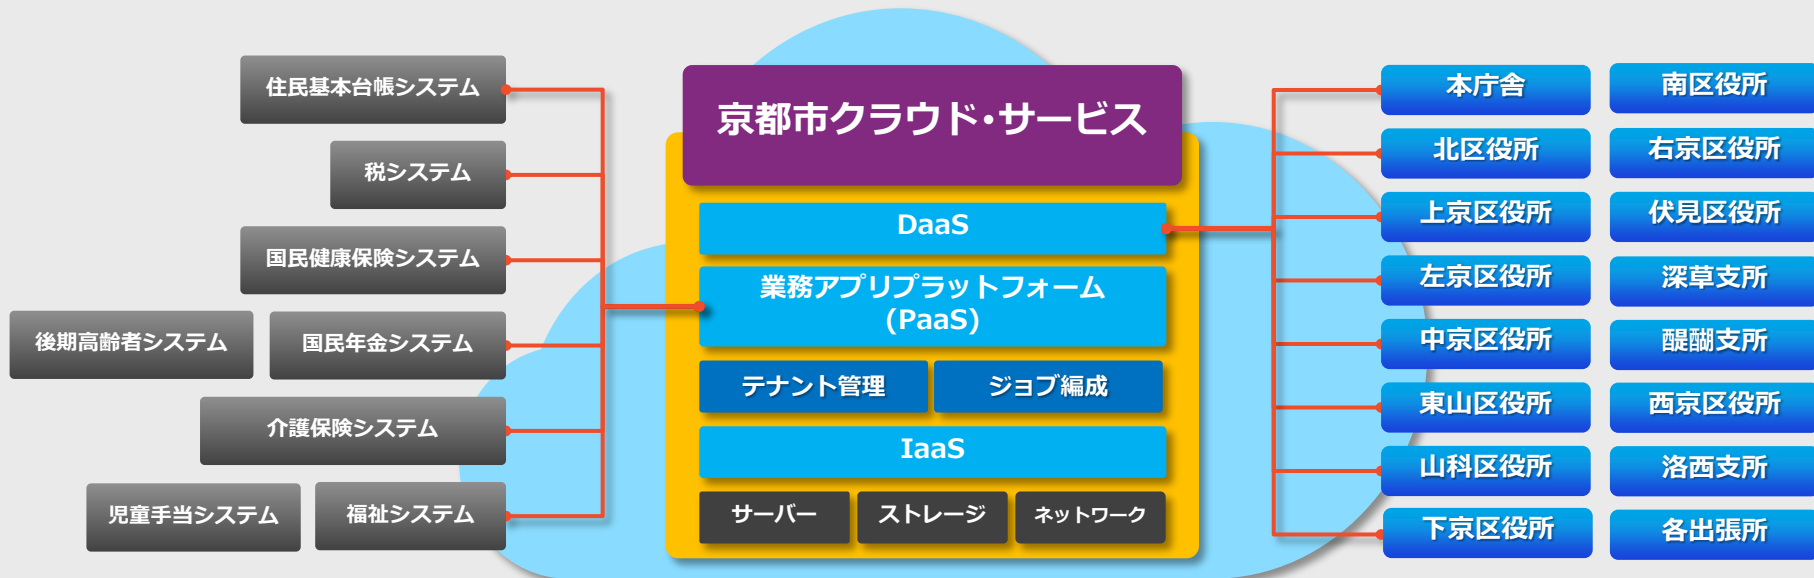 住民基本台帳システム
税システム
国民健康保険システム
後期高齢者システム
国民年金システム
介護保険システム
児童手当システム
福祉システム
京都市クラウド・サービス
DaaS
業務アプリプラットフォーム
(PaaS)
テナント管理
ジョブ編成
IaaS
サーバー
ストレージ
ネットワーク
本庁舎
南区役所
北区役所
右京区役所
上京区役所
伏見区役所
左京区役所
深草支所
中京区役所
醍醐支所
東山区役所
西京区役所
山科区役所
洛西支所
下京区役所
各出張所